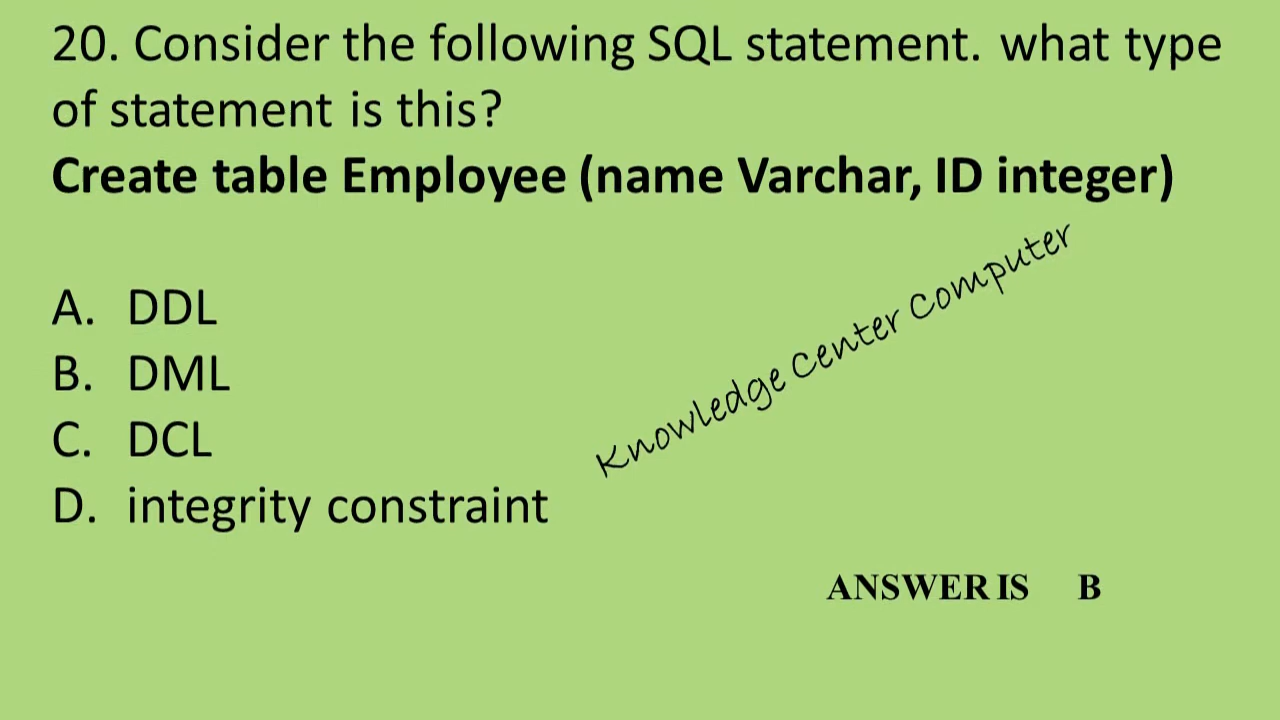 20. Consider the following SQL statement. what type
of statement is this?
Create table Employee (name Varchar, ID integer)
A. DDL
B. DML
C. DCL
D. integrity constraint
Knowledge Center Computer
ANSWER IS B